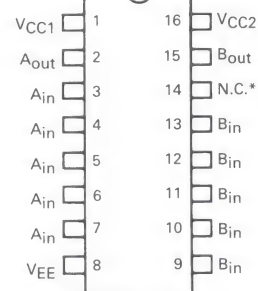 VCC1 1 16 VCC2
Aout 2 15 Bout
Ain 3 14 N.C.*
Ain 4 13 Bin
Ain 5 12 Bin
Ain 6 11 Bin
Ain 7 10 Bin
VEE 8 9 Bin